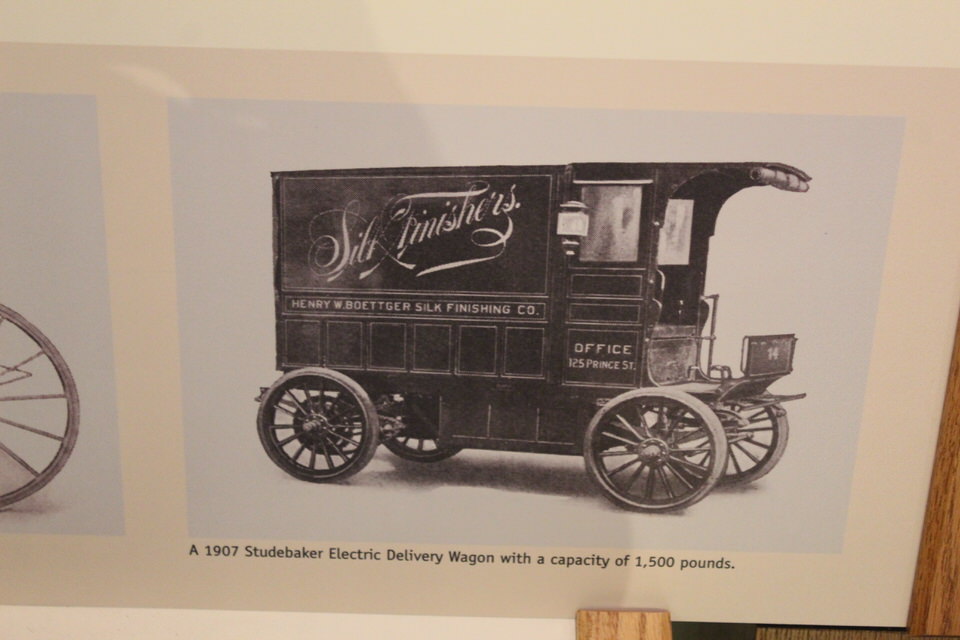 Silk Finishers.
HENRY W. BOETTGER SILK FINISHING CO.
OFFICE
125 PRINCE ST.
14
A 1907 Studebaker Electric Delivery Wagon with a capacity of 1,500 pounds.